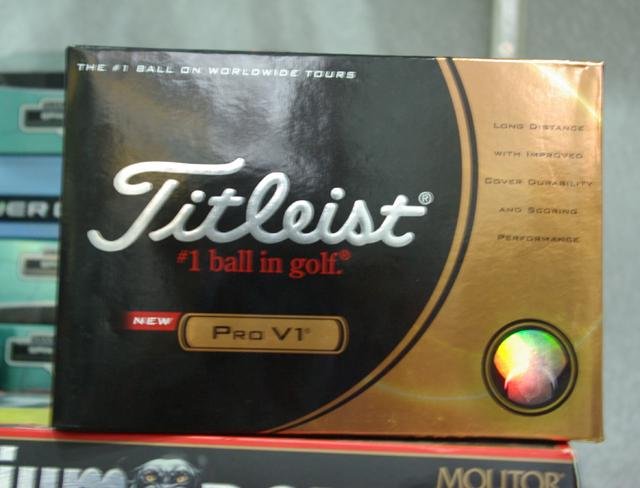 THE #1 BALL ON WORLDWIDE TOURS
Titleist®
#1 ball in golf.®
NEW
PRO V1®
LONG DISTANCE
WITH IMPROVED
COVER DURABILITY
AND SCORING
PERFORMANCE
MOLITOR